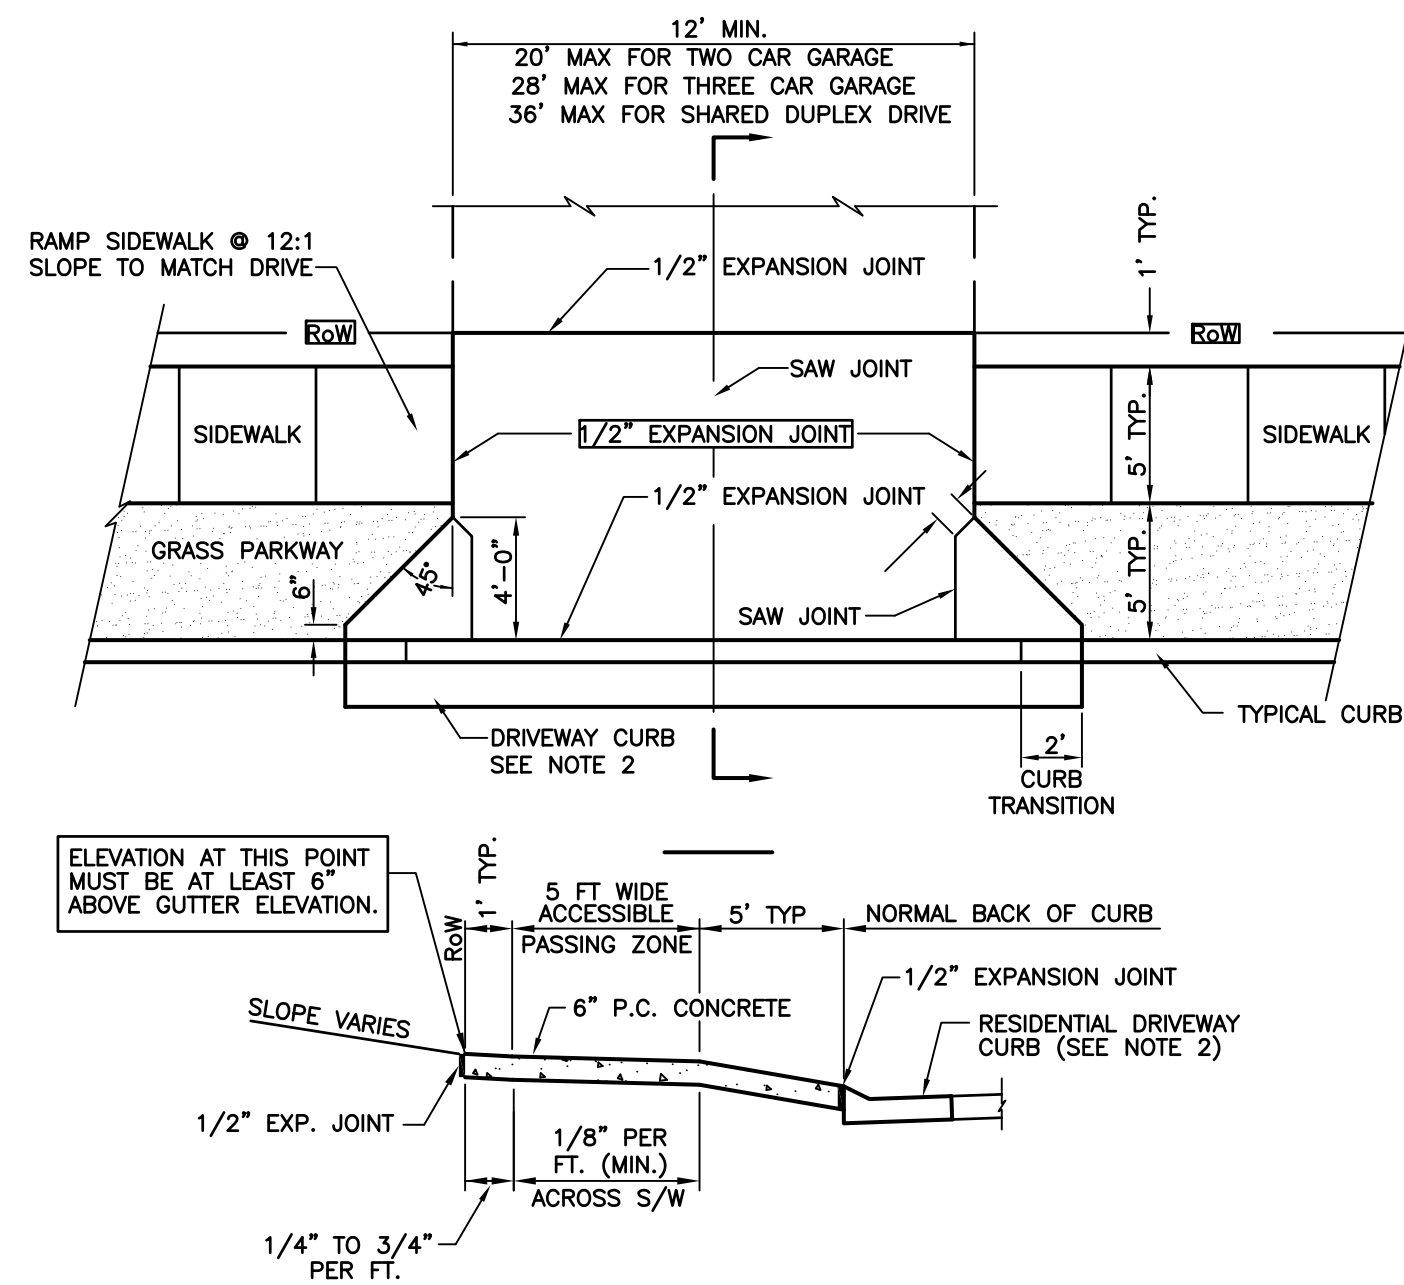 12' MIN.
20' MAX FOR TWO CAR GARAGE
28' MAX FOR THREE CAR GARAGE
36' MAX FOR SHARED DUPLEX DRIVE
RAMP SIDEWALK @ 12:1
SLOPE TO MATCH DRIVE
1/2" EXPANSION JOINT
1' TYP.
RoW
RoW
SAW JOINT
SIDEWALK
1/2" EXPANSION JOINT
5' TYP.
SIDEWALK
1/2" EXPANSION JOINT
GRASS PARKWAY
6"
45°
4'-0"
SAW JOINT
5' TYP.
DRIVEWAY CURB
SEE NOTE 2
2'
CURB
TRANSITION
TYPICAL CURB
ELEVATION AT THIS POINT
MUST BE AT LEAST 6"
ABOVE GUTTER ELEVATION.
RoW
1' TYP.
5 FT WIDE
ACCESSIBLE
PASSING ZONE
5' TYP
NORMAL BACK OF CURB
1/2" EXPANSION JOINT
SLOPE VARIES
6" P.C. CONCRETE
RESIDENTIAL DRIVEWAY
CURB (SEE NOTE 2)
1/2" EXP. JOINT
1/8" PER
FT. (MIN.)
ACROSS S/W
1/4" TO 3/4"
PER FT.